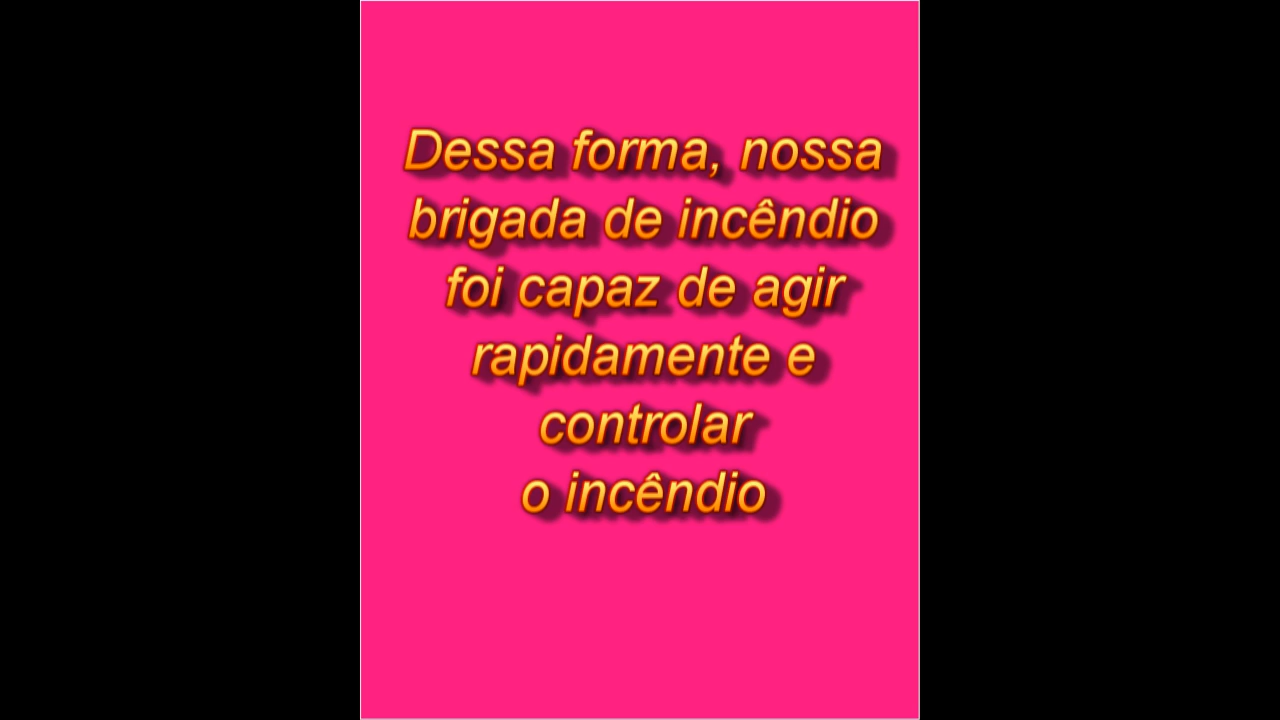 Dessa forma, nossa
brigada de incêndio
foi capaz de agir
rapidamente e
controlar
o incêndio